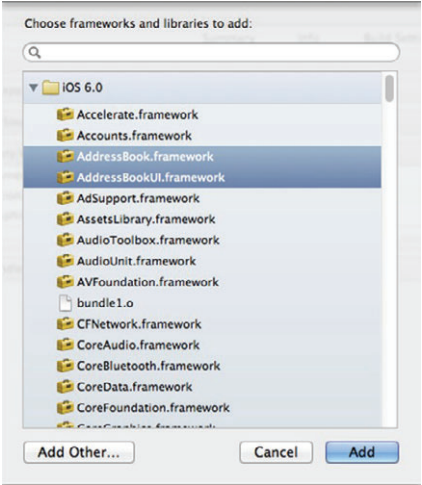 Choose frameworks and libraries to add:
iOS 6.0
Accelerate.framework
Accounts.framework
AddressBook.framework
AddressBookUI.framework
AdSupport.framework
AssetsLibrary.framework
AudioToolbox.framework
AudioUnit.framework
AVFoundation.framework
bundle1.o
CFNetwork.framework
CoreAudio.framework
CoreBluetooth.framework
CoreData.framework
CoreFoundation.framework
CoreGraphics.framework
Add Other...
Cancel
Add